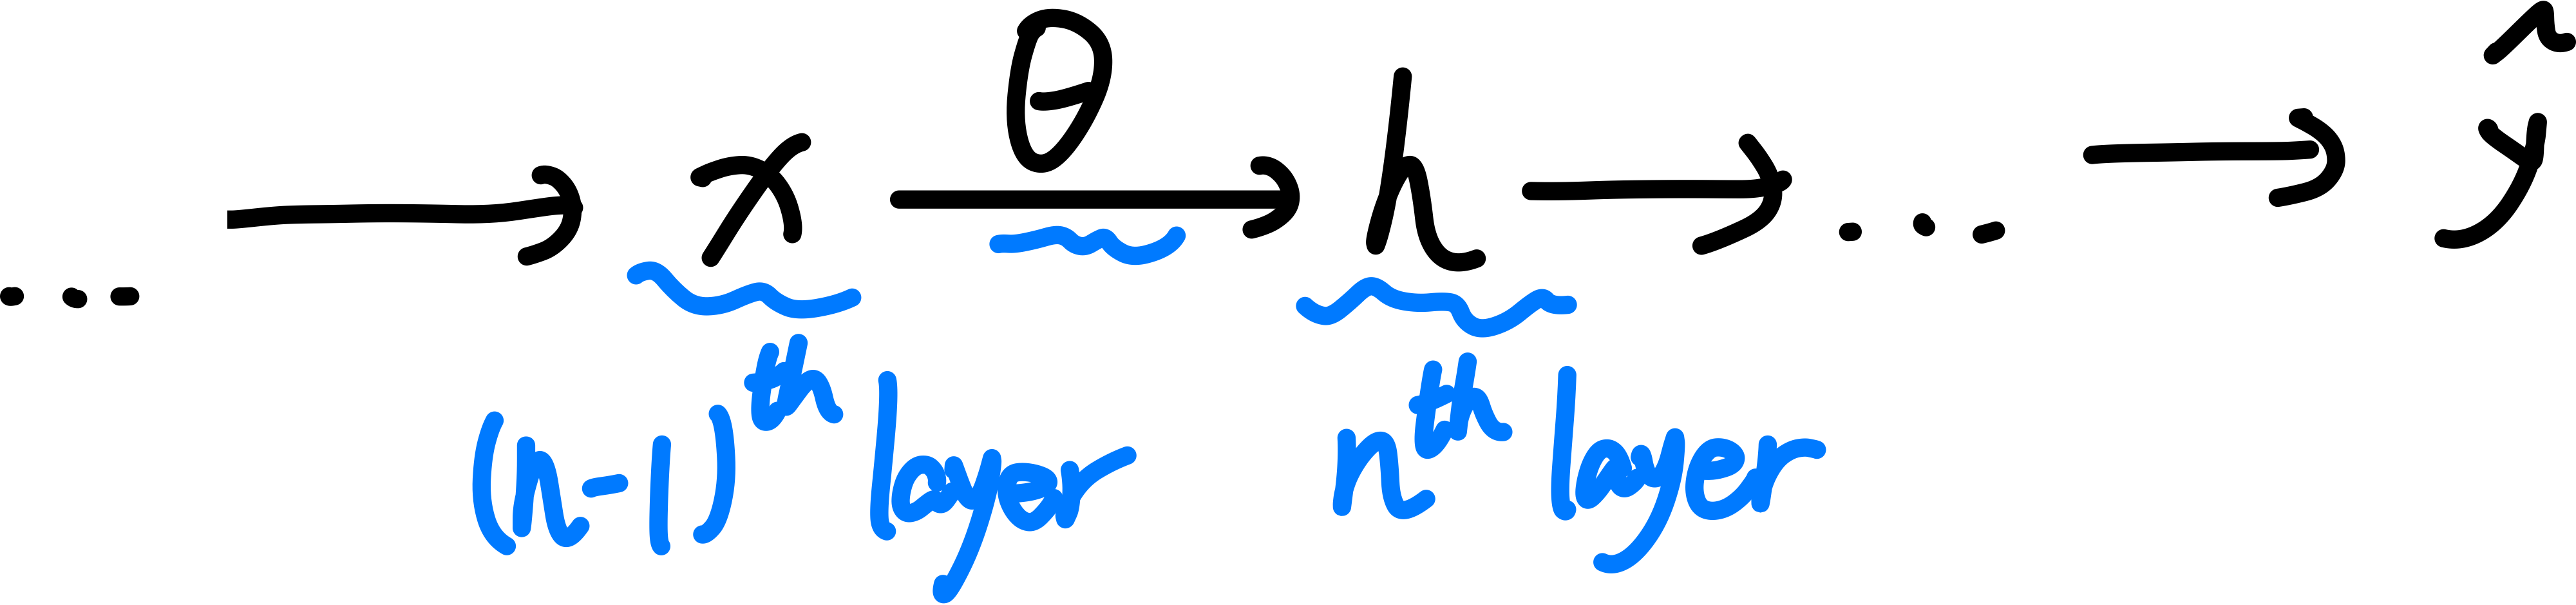 ... → x θ→ h → ... → ŷ
(n-1)th layer nth layer